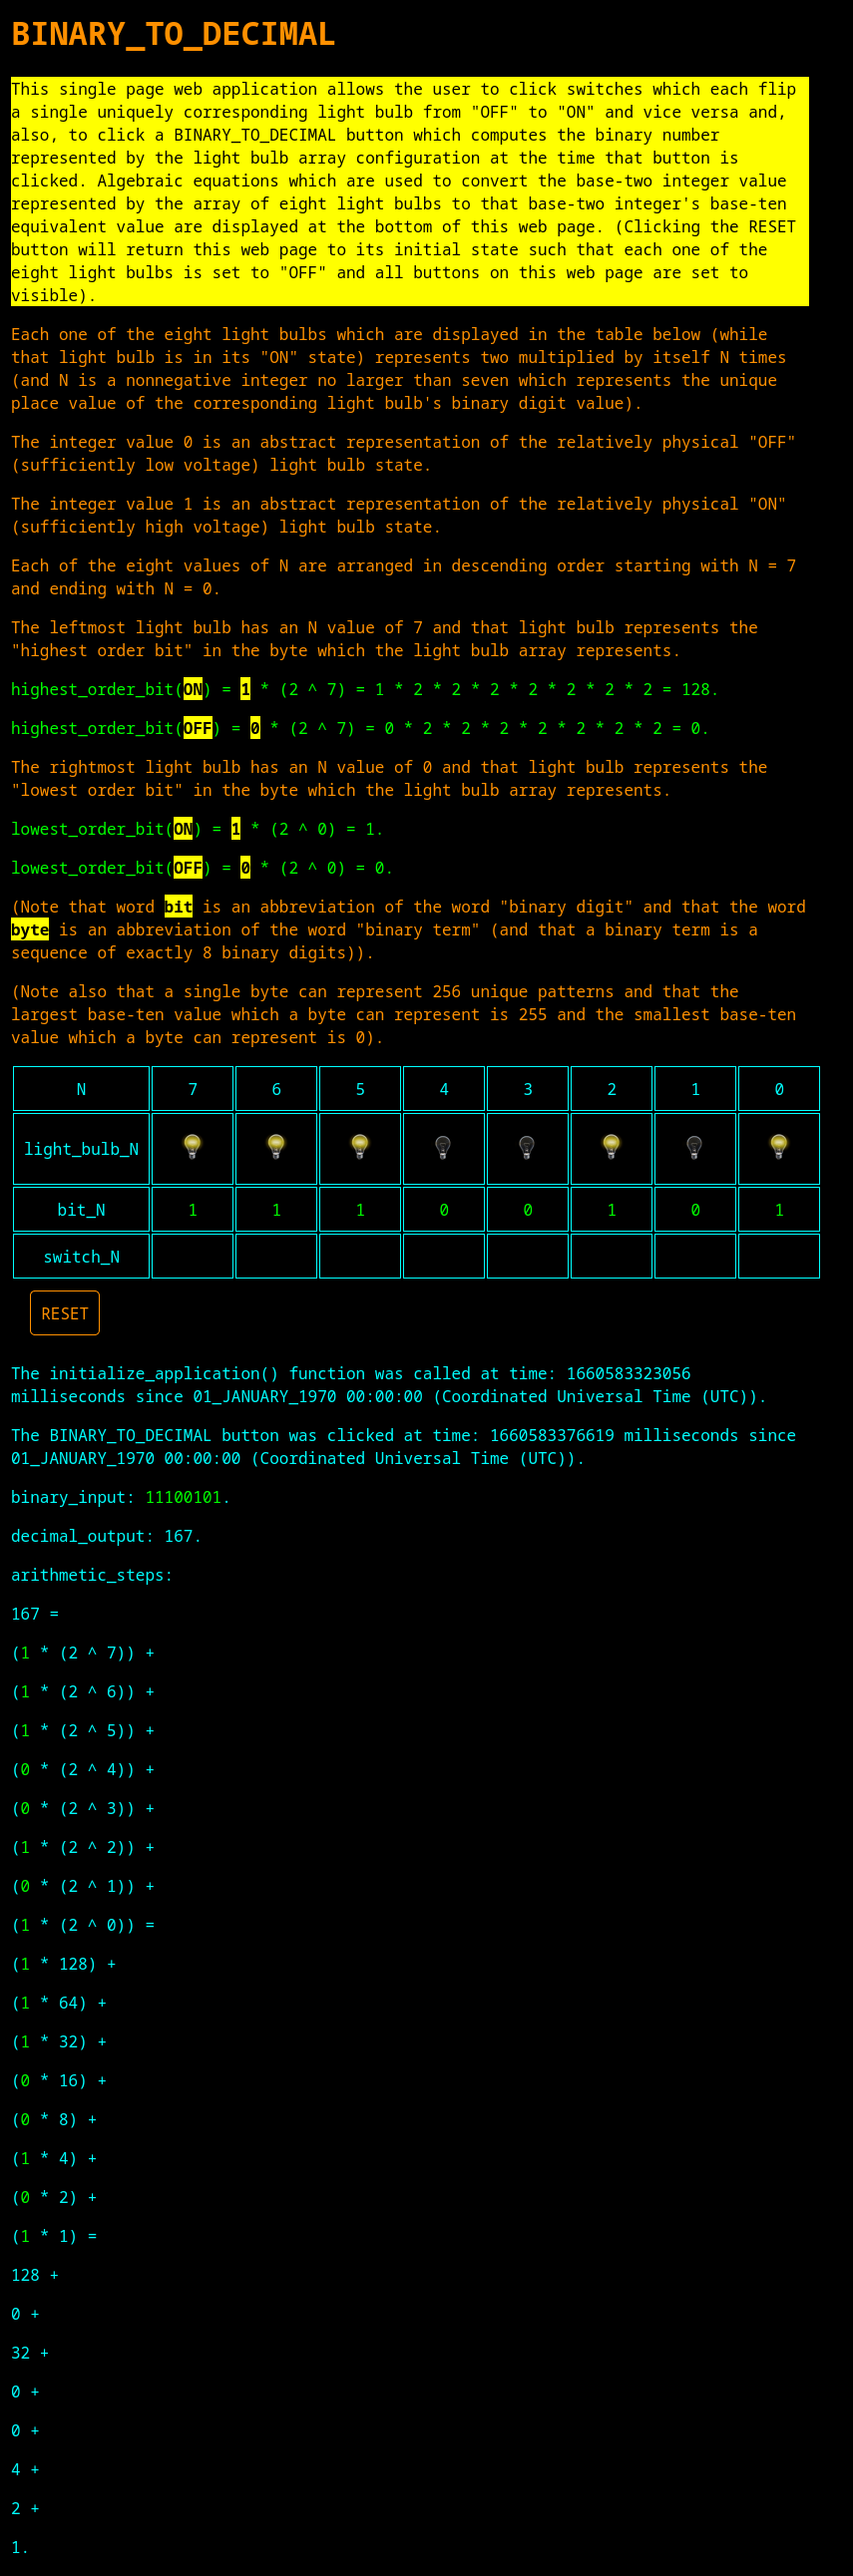 BINARY_TO_DECIMAL
This single page web application allows the user to click switches which each flip
a single uniquely corresponding light bulb from "OFF" to "ON" and vice versa and,
also, to click a BINARY_TO_DECIMAL button which computes the binary number
represented by the light bulb array configuration at the time that button is
clicked. Algebraic equations which are used to convert the base-two integer value
represented by the array of eight light bulbs to that base-two integer's base-ten
equivalent value are displayed at the bottom of this web page. (Clicking the RESET
button will return this web page to its initial state such that each one of the
eight light bulbs is set to "OFF" and all buttons on this web page are set to
visible).
Each one of the eight light bulbs which are displayed in the table below (while
that light bulb is in its "ON" state) represents two multiplied by itself N times
(and N is a nonnegative integer no larger than seven which represents the unique
place value of the corresponding light bulb's binary digit value).
The integer value 0 is an abstract representation of the relatively physical "OFF"
(sufficiently low voltage) light bulb state.
The integer value 1 is an abstract representation of the relatively physical "ON"
(sufficiently high voltage) light bulb state.
Each of the eight values of N are arranged in descending order starting with N = 7
and ending with N = 0.
The leftmost light bulb has an N value of 7 and that light bulb represents the
"highest order bit" in the byte which the light bulb array represents.
highest_order_bit(ON) = 1 * (2 ^ 7) = 1 * 2 * 2 * 2 * 2 * 2 * 2 * 2 = 128.
highest_order_bit(OFF) = 0 * (2 ^ 7) = 0 * 2 * 2 * 2 * 2 * 2 * 2 * 2 = 0.
The rightmost light bulb has an N value of 0 and that light bulb represents the
"lowest order bit" in the byte which the light bulb array represents.
lowest_order_bit(ON) = 1 * (2 ^ 0) = 1.
lowest_order_bit(OFF) = 0 * (2 ^ 0) = 0.
(Note that word bit is an abbreviation of the word "binary digit" and that the word
byte is an abbreviation of the word "binary term" (and that a binary term is a
sequence of exactly 8 binary digits)).
(Note also that a single byte can represent 256 unique patterns and that the
largest base-ten value which a byte can represent is 255 and the smallest base-ten
value which a byte can represent is 0).
N 7 6 5 4 3 2 1 0
light_bulb_N
bit_N 1 1 1 0 0 1 0 1
switch_N
RESET
The initialize_application() function was called at time: 1660583323056
milliseconds since 01_JANUARY_1970 00:00:00 (Coordinated Universal Time (UTC)).
The BINARY_TO_DECIMAL button was clicked at time: 1660583376619 milliseconds since
01_JANUARY_1970 00:00:00 (Coordinated Universal Time (UTC)).
binary_input: 11100101.
decimal_output: 167.
arithmetic_steps:
167 =
(1 * (2 ^ 7)) +
(1 * (2 ^ 6)) +
(1 * (2 ^ 5)) +
(0 * (2 ^ 4)) +
(0 * (2 ^ 3)) +
(1 * (2 ^ 2)) +
(0 * (2 ^ 1)) +
(1 * (2 ^ 0)) =
(1 * 128) +
(1 * 64) +
(1 * 32) +
(0 * 16) +
(0 * 8) +
(1 * 4) +
(0 * 2) +
(1 * 1) =
128 +
0 +
32 +
0 +
0 +
4 +
2 +
1.